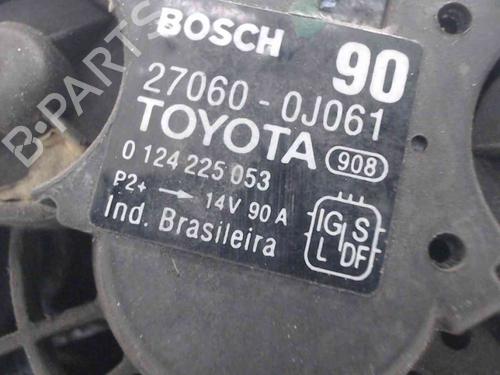 BOSCH 90
27060 - 0J061
TOYOTA 908
0 124 225 053
P2+ → 14V 90 A
Ind. Brasileira
IG S
L DF
B-PARTS